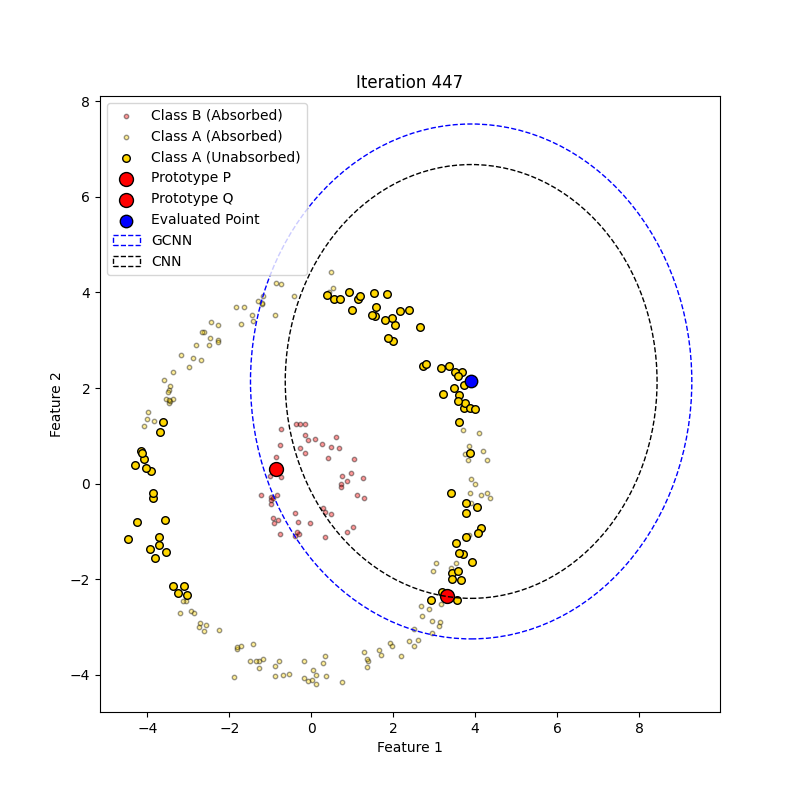 Iteration 447
Class B (Absorbed)
Class A (Absorbed)
Class A (Unabsorbed)
Prototype P
Prototype Q
Evaluated Point
GCNN
CNN
8
6
4
2
0
−2
−4
Feature 2
−4 −2 0 2 4 6 8
Feature 1